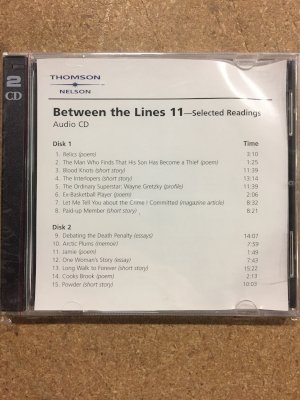 2
CD
THOMSON
NELSON
Between the Lines 11—Selected Readings
Audio CD
Disk 1 Time
1. Relics (poem) 3:10
2. The Man Who Finds That His Son Has Become a Thief (poem) 1:25
3. Blood Knots (short story) 11:39
4. The Interlopers (short story) 13:14
5. The Ordinary Superstar: Wayne Gretzky (profile) 11:39
6. Ex-Basketball Player (poem) 2:06
7. Let Me Tell You about the Crime I Committed (magazine article) 8:32
8. Paid-up Member (short story) 8:21
Disk 2
9. Debating the Death Penalty (essays) 14:07
10. Arctic Plums (memoir) 7:59
11. Jamie (poem) 1:49
12. One Woman's Story (essay) 7:43
13. Long Walk to Forever (short story) 15:22
14. Cooks Brook (poem) 2:13
15. Powder (short story) 10:03